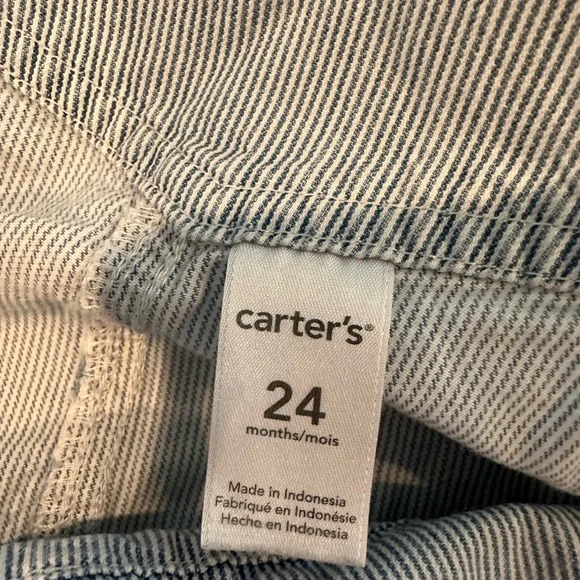 carter's®
24
months/mois
Made in Indonesia
Fabriqué en Indonésie
Hecho en Indonesia